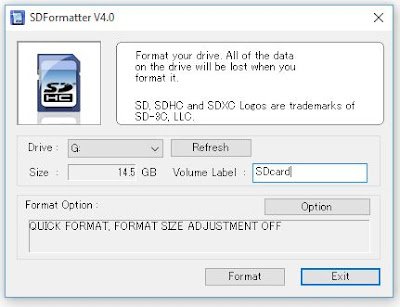 SDFormatter V4.0
SD
HC
Format your drive. All of the data
on the drive will be lost when you
format it.
SD, SDHC and SDXC Logos are trademarks of
SD-3C, LLC.
Drive : G: Refresh
Size : 14.5 GB Volume Label : SDcard
Format Option :
Option
QUICK FORMAT, FORMAT SIZE ADJUSTMENT OFF
Format Exit